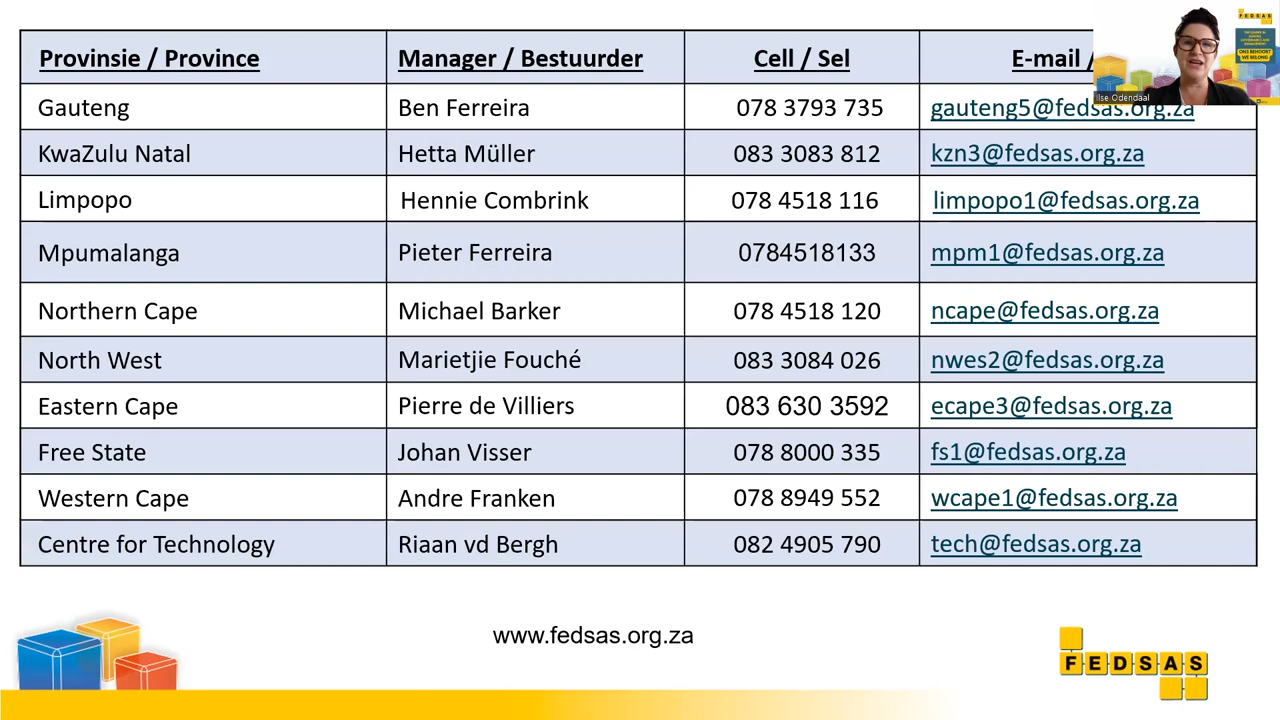 Provinsie / Province Manager / Bestuurder Cell / Sel E-mail /
Gauteng Ben Ferreira 078 3793 735 gauteng5@fedsas.org.za
KwaZulu Natal Hetta Müller 083 3083 812 kzn3@fedsas.org.za
Limpopo Hennie Combrink 078 4518 116 limpopo1@fedsas.org.za
Mpumalanga Pieter Ferreira 0784518133 mpm1@fedsas.org.za
Northern Cape Michael Barker 078 4518 120 ncape@fedsas.org.za
North West Marietjie Fouché 083 3084 026 nwes2@fedsas.org.za
Eastern Cape Pierre de Villiers 083 630 3592 ecape3@fedsas.org.za
Free State Johan Visser 078 8000 335 fs1@fedsas.org.za
Western Cape Andre Franken 078 8949 552 wcape1@fedsas.org.za
Centre for Technology Riaan vd Bergh 082 4905 790 tech@fedsas.org.za
www.fedsas.org.za
FEDSAS
FEDSAS
ONS BEHOORT
WE BELONG
Ilse Odendaal